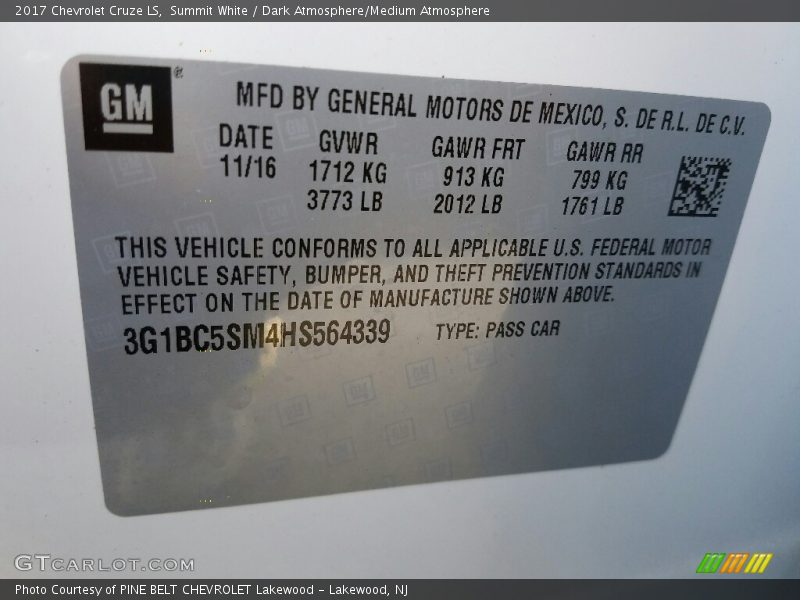 2017 Chevrolet Cruze LS,  Summit White / Dark Atmosphere/Medium Atmosphere
GM ®
MFD BY GENERAL MOTORS DE MEXICO, S. DE R.L. DE C.V.
DATE GVWR GAWR FRT GAWR RR
11/16 1712 KG 913 KG 799 KG
3773 LB 2012 LB 1761 LB
THIS VEHICLE CONFORMS TO ALL APPLICABLE U.S. FEDERAL MOTOR
VEHICLE SAFETY, BUMPER, AND THEFT PREVENTION STANDARDS IN
EFFECT ON THE DATE OF MANUFACTURE SHOWN ABOVE.
3G1BC5SM4HS564339 TYPE: PASS CAR
GTCARLOT.COM
Photo Courtesy of PINE BELT CHEVROLET Lakewood - Lakewood, NJ